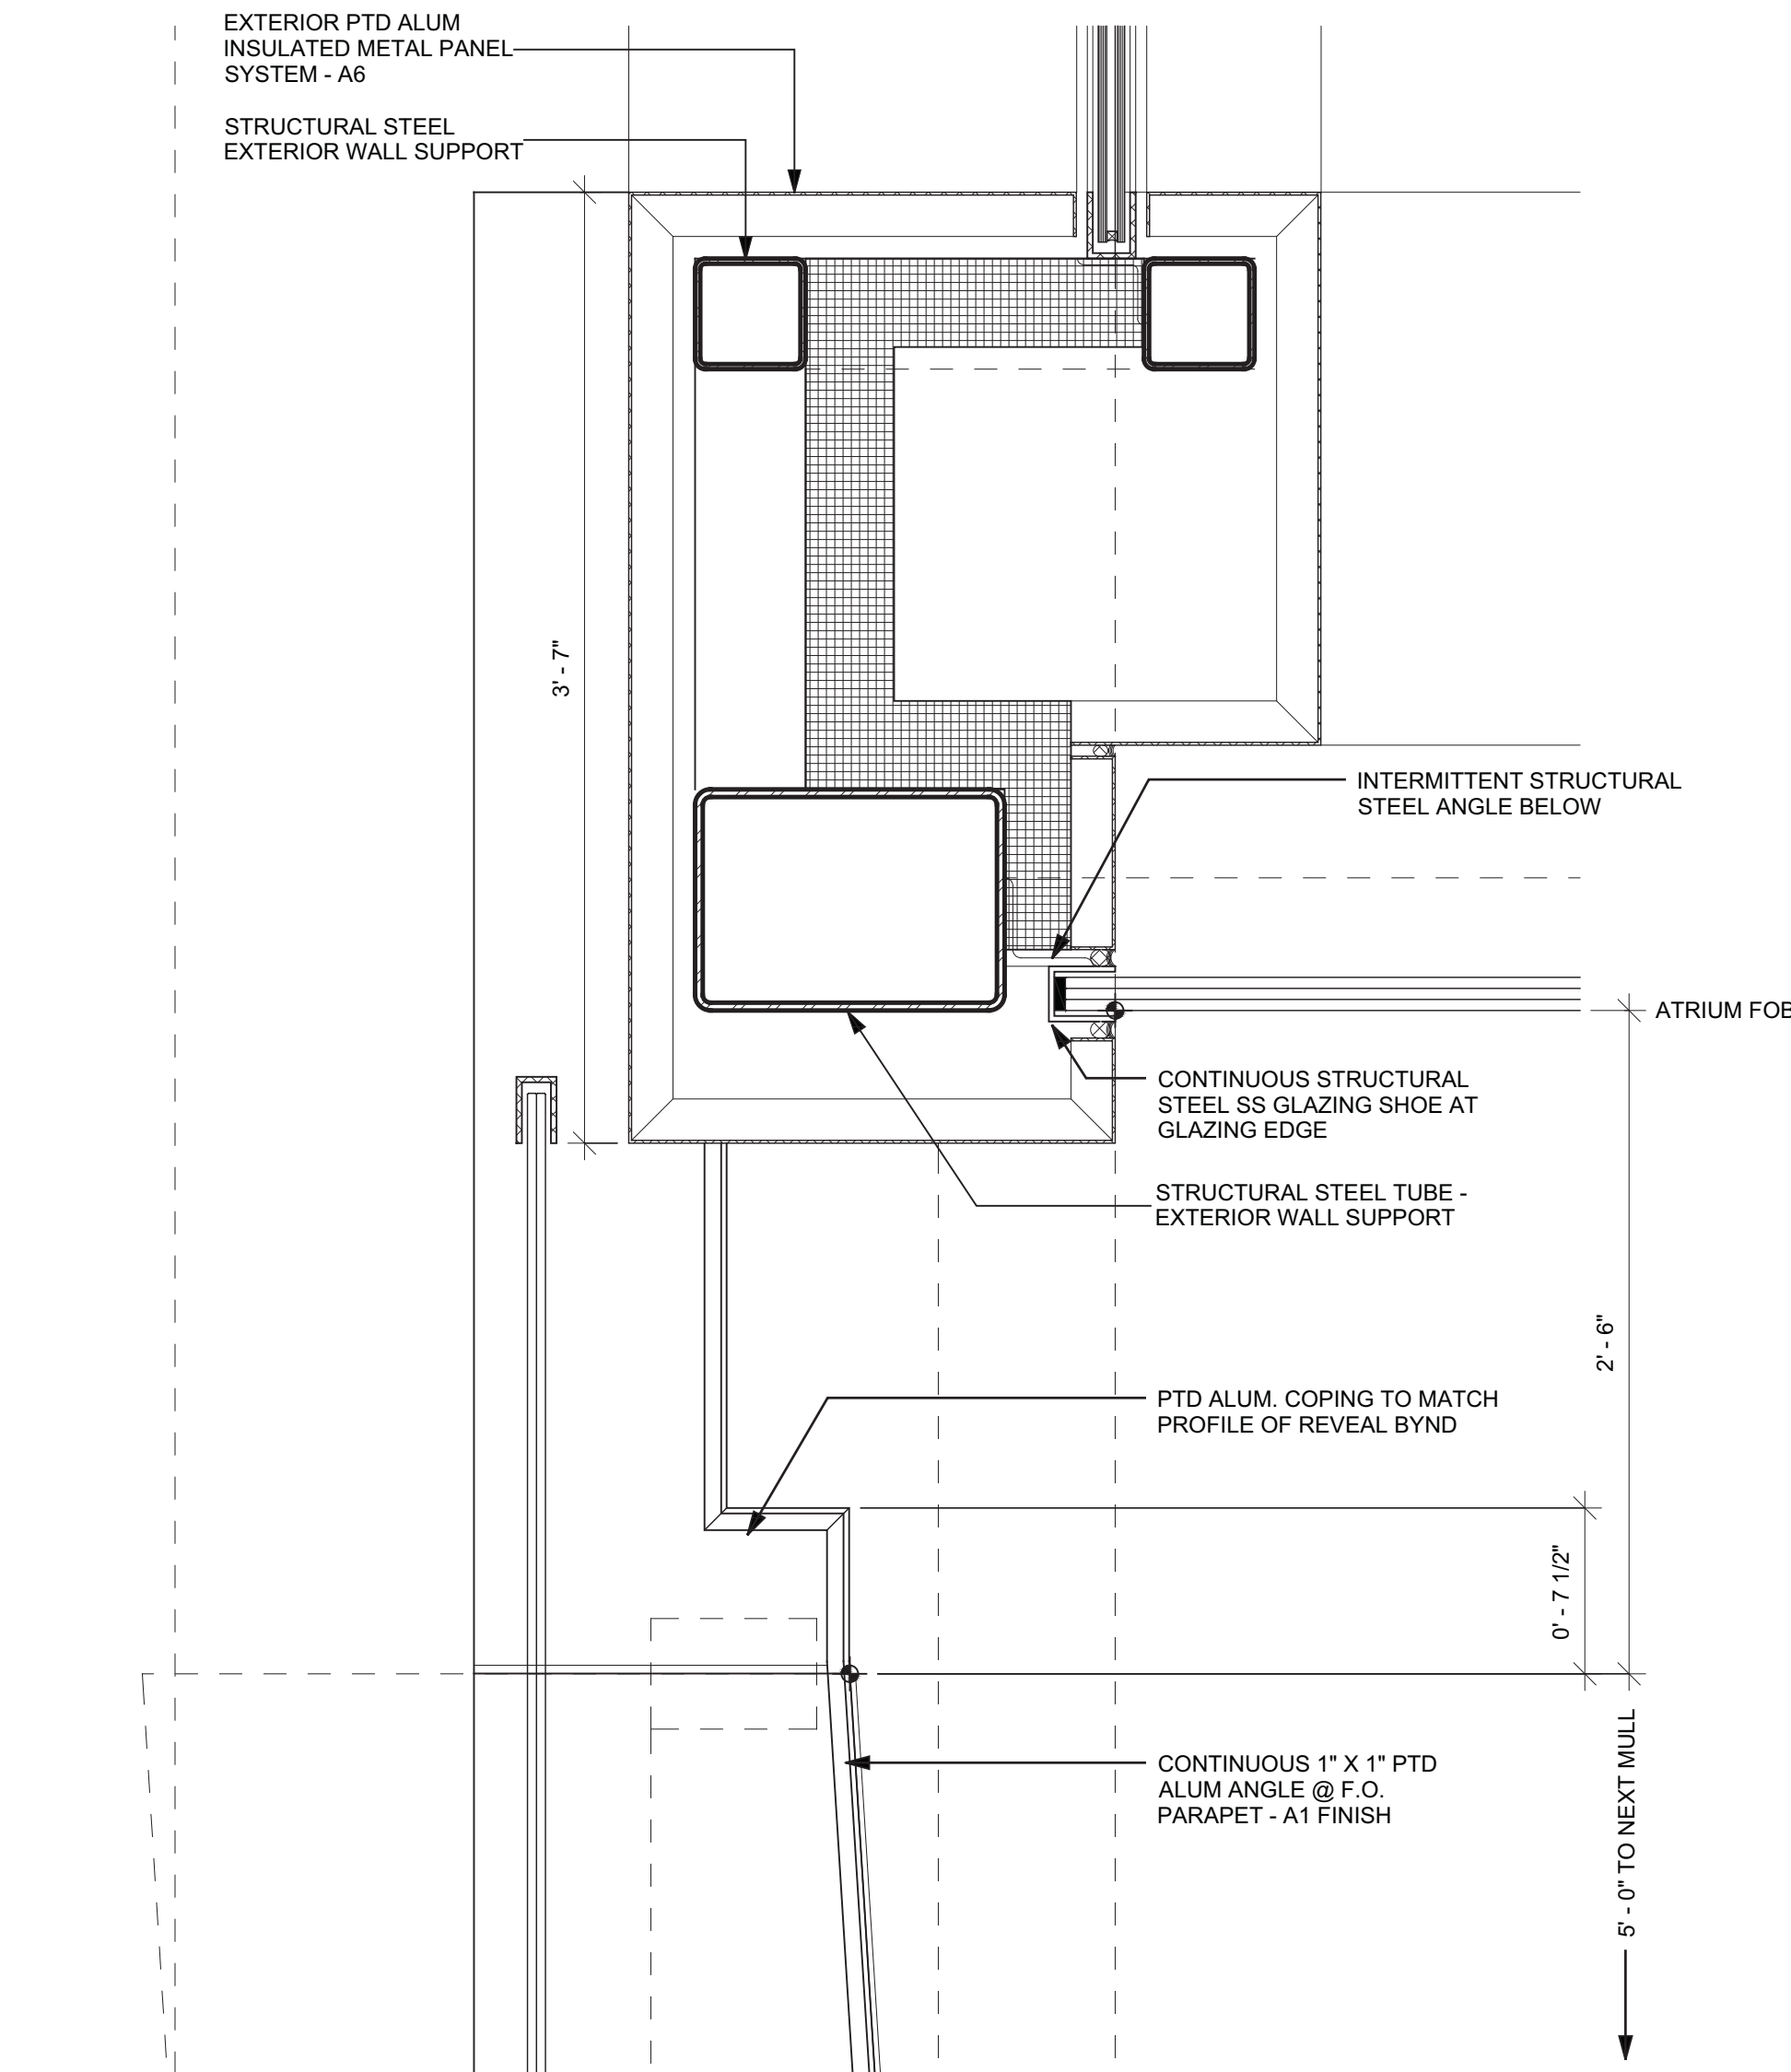 EXTERIOR PTD ALUM
INSULATED METAL PANEL
SYSTEM - A6
STRUCTURAL STEEL
EXTERIOR WALL SUPPORT
3' - 7"
INTERMITTENT STRUCTURAL
STEEL ANGLE BELOW
ATRIUM FOB
CONTINUOUS STRUCTURAL
STEEL SS GLAZING SHOE AT
GLAZING EDGE
STRUCTURAL STEEL TUBE -
EXTERIOR WALL SUPPORT
2' - 6"
PTD ALUM. COPING TO MATCH
PROFILE OF REVEAL BYND
0' - 7 1/2"
CONTINUOUS 1" X 1" PTD
ALUM ANGLE @ F.O.
PARAPET - A1 FINISH
5' - 0" TO NEXT MULL